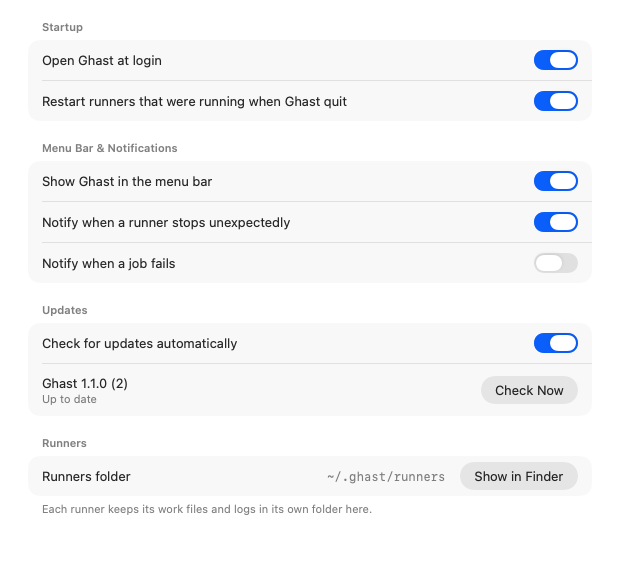 Startup
Open Ghast at login
Restart runners that were running when Ghast quit
Menu Bar & Notifications
Show Ghast in the menu bar
Notify when a runner stops unexpectedly
Notify when a job fails
Updates
Check for updates automatically
Ghast 1.1.0 (2)
Up to date
Check Now
Runners
Runners folder
~/.ghast/runners
Show in Finder
Each runner keeps its work files and logs in its own folder here.